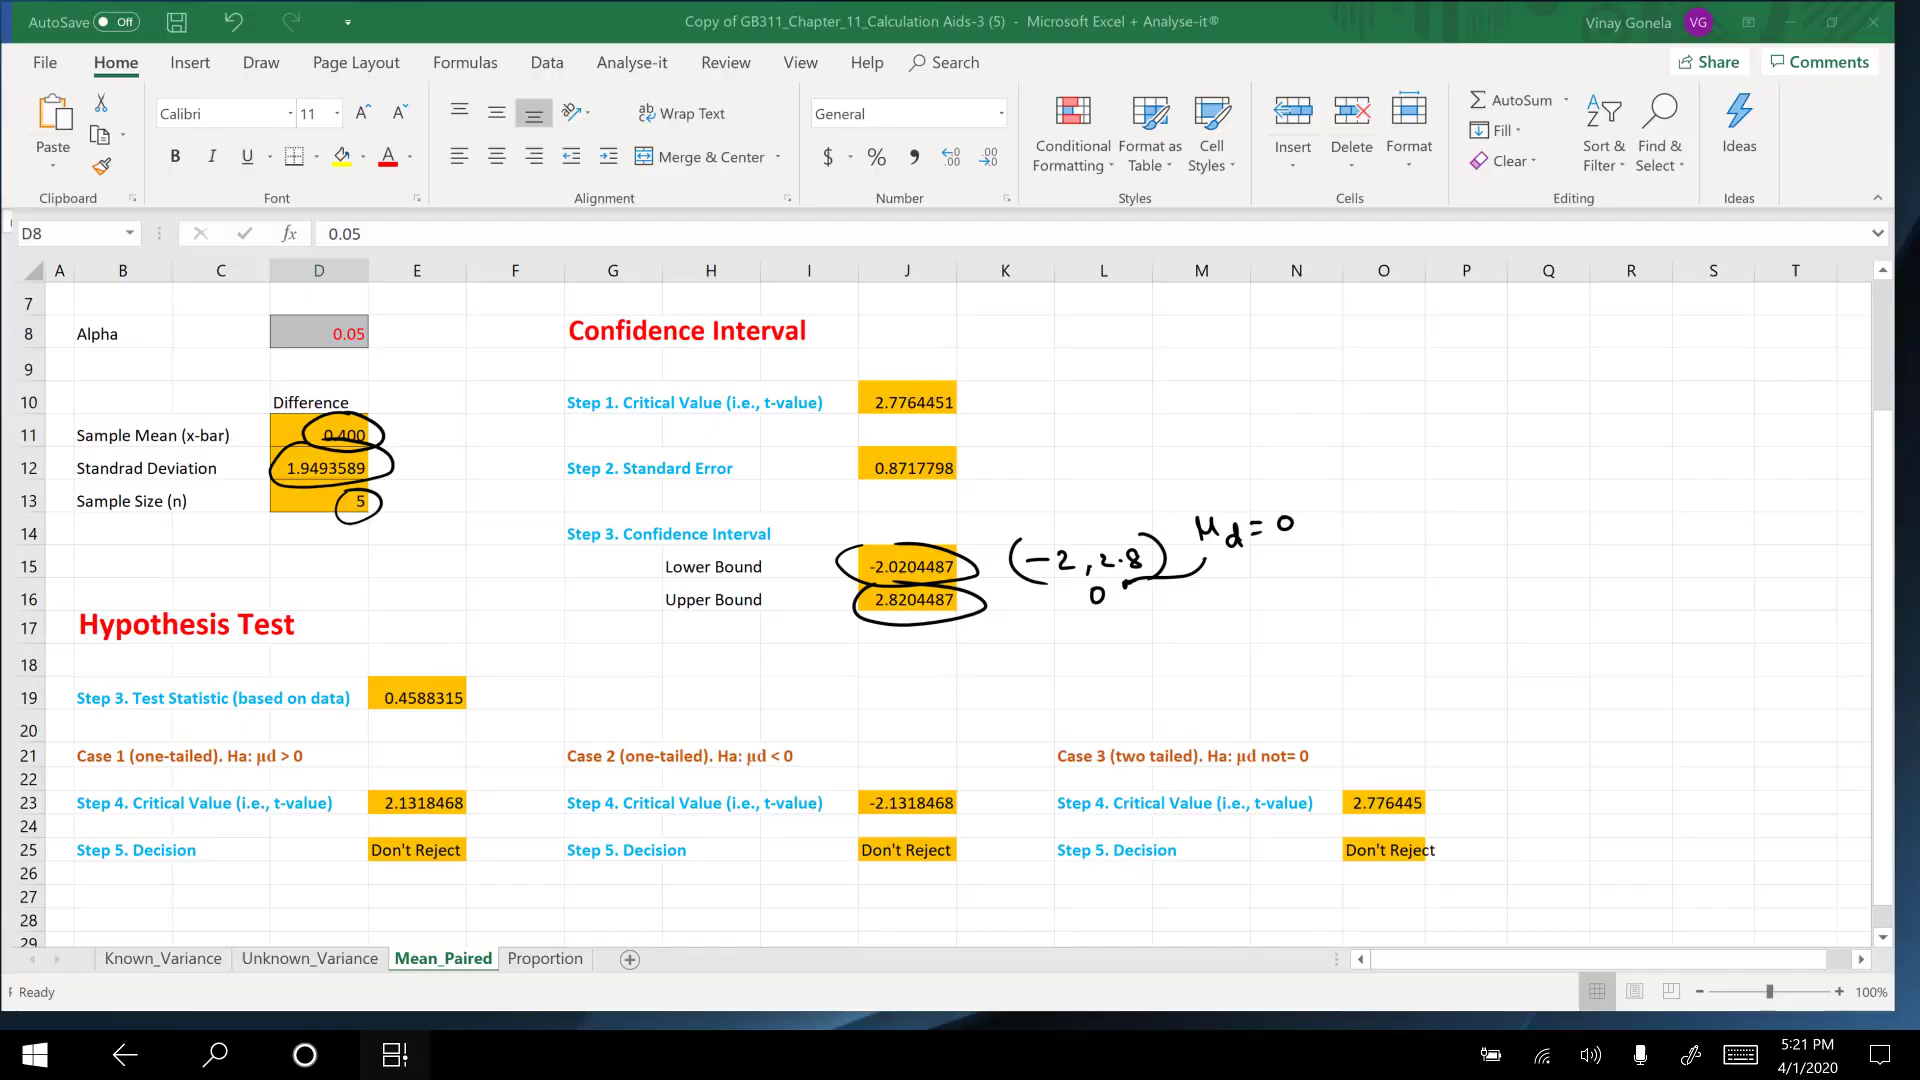 AutoSave Off
Copy of GB311_Chapter_11_Calculation Aids-3 (5) - Microsoft Excel + Analyse-it®
Vinay Gonela VG
File Home Insert Draw Page Layout Formulas Data Analyse-it Review View Help Search Share Comments
Calibri 11
ab Wrap Text
General
AutoSum
Fill
Clear
Paste
B I U A
Merge & Center
$ % ,
Conditional Formatting
Format as Table
Cell Styles
Insert
Delete
Format
Sort & Filter
Find & Select
Ideas
Clipboard Font Alignment Number Styles Cells Editing Ideas
D8 fx 0.05
A B C D E F G H I J K L M N O P Q R S T
7
8 Alpha 0.05 Confidence Interval
9
10 Difference Step 1. Critical Value (i.e., t-value) 2.7764451
11 Sample Mean (x-bar) 0.400
12 Standrad Deviation 1.9493589 Step 2. Standard Error 0.8717798
13 Sample Size (n) 5
14 Step 3. Confidence Interval
μd = 0
15 Lower Bound -2.0204487 (-2, 2.8)
16 Upper Bound 2.8204487 0
17 Hypothesis Test
18
19 Step 3. Test Statistic (based on data) 0.4588315
20
21 Case 1 (one-tailed). Ha: μd > 0 Case 2 (one-tailed). Ha: μd < 0 Case 3 (two tailed). Ha: μd not= 0
22
23 Step 4. Critical Value (i.e., t-value) 2.1318468 Step 4. Critical Value (i.e., t-value) -2.1318468 Step 4. Critical Value (i.e., t-value) 2.776445
24
25 Step 5. Decision Don't Reject Step 5. Decision Don't Reject Step 5. Decision Don't Reject
26
27
28
29
Known_Variance Unknown_Variance Mean_Paired Proportion
Ready 100%
5:21 PM
4/1/2020